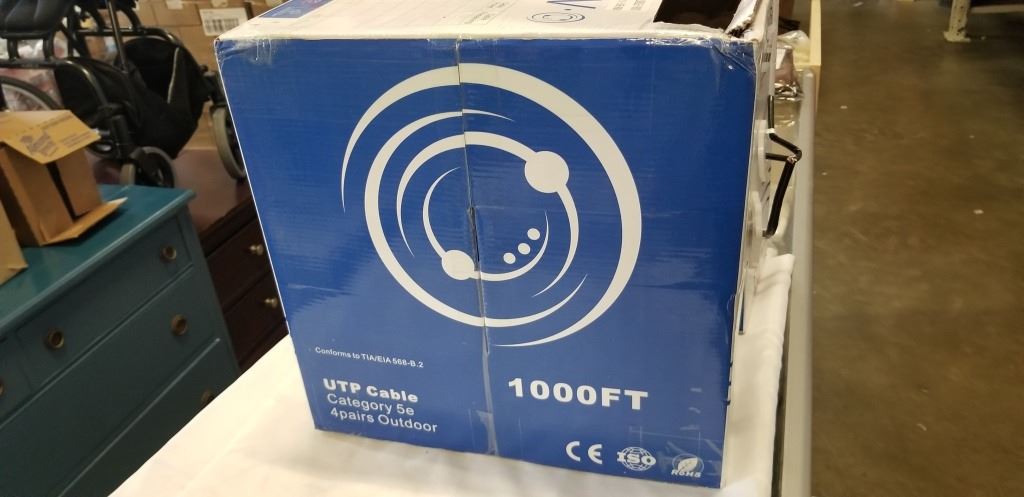 Conforms to TIA/EIA 568-B.2
UTP Cable
Category 5e
4pairs Outdoor
1000FT
CE
ISO
RoHS